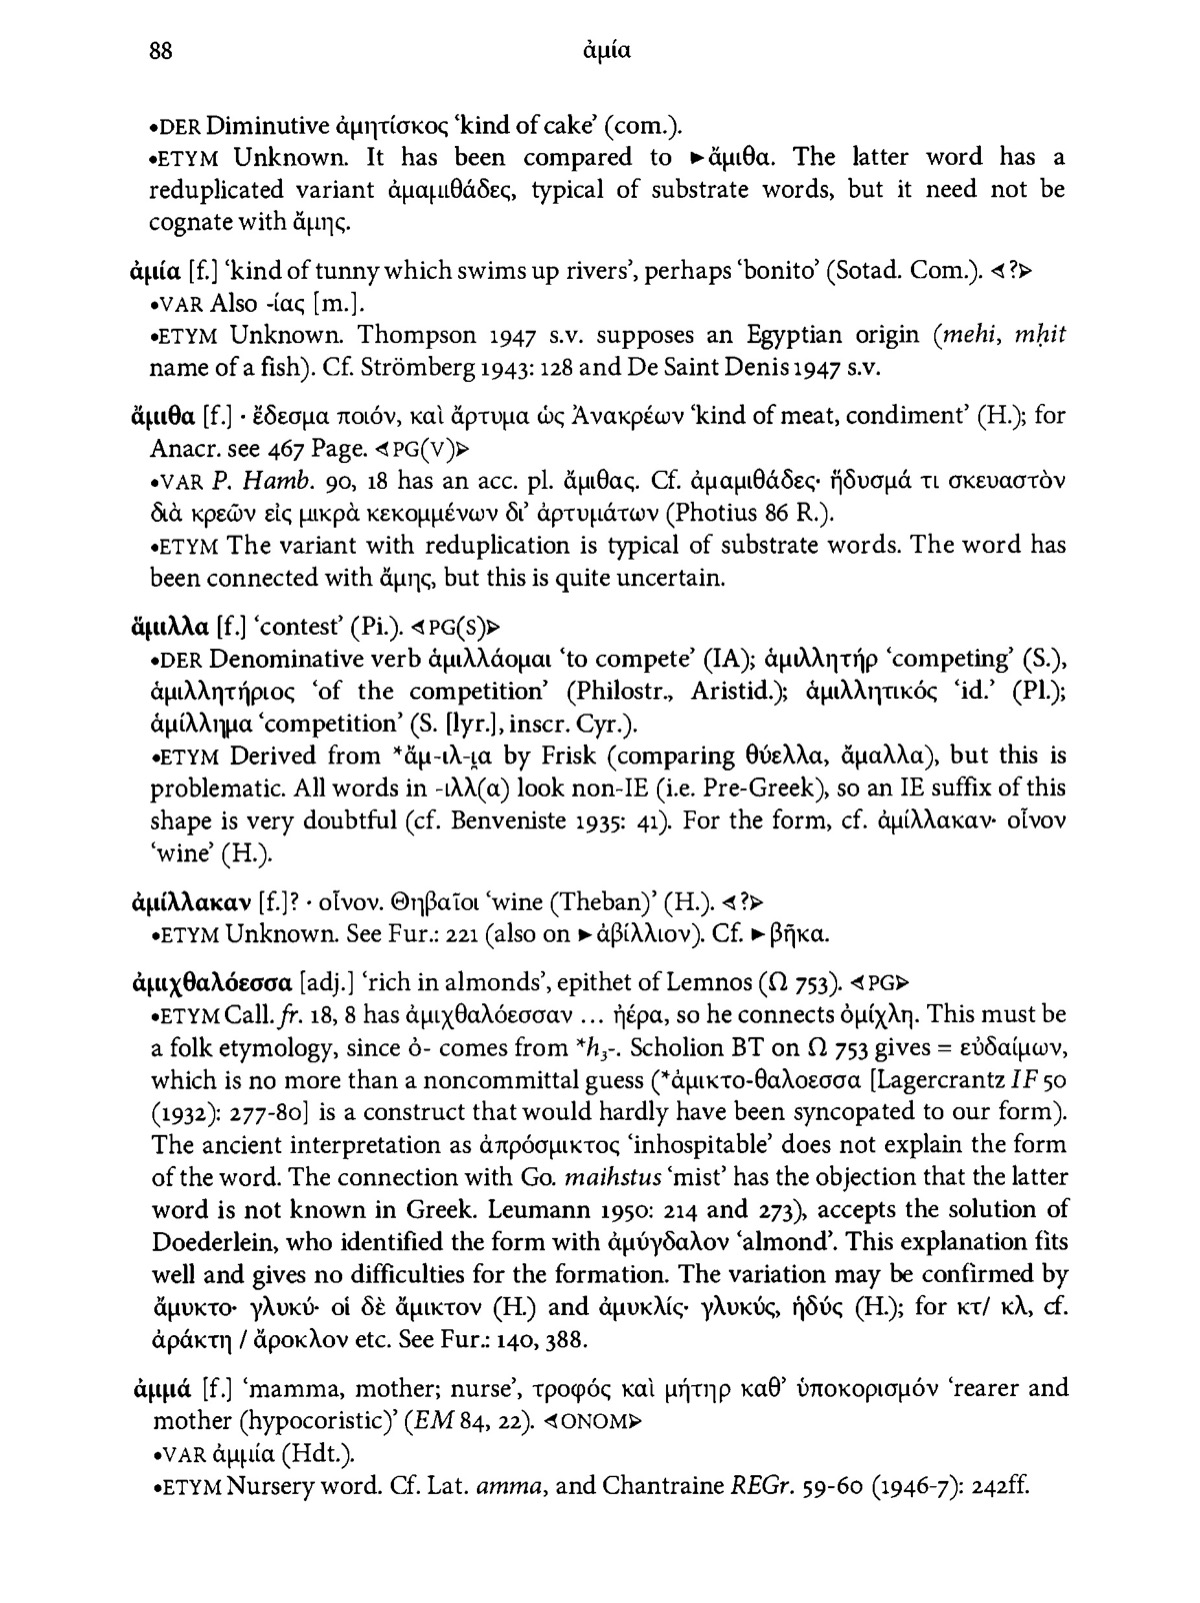 88 ἀμία
•DER Diminutive ἀμητίσκος ‘kind of cake’ (com.).
•ETYM Unknown. It has been compared to ►ἄμιθα. The latter word has a
reduplicated variant ἀμαμιθάδες, typical of substrate words, but it need not be
cognate with ἄμης.
ἀμία [f.] ‘kind of tunny which swims up rivers’, perhaps ‘bonito’ (Sotad. Com.). ⊲?⊳
•VAR Also -ίας [m.].
•ETYM Unknown. Thompson 1947 s.v. supposes an Egyptian origin (mehi, mḥit
name of a fish). Cf. Strömberg 1943: 128 and De Saint Denis 1947 s.v.
ἄμιθα [f.] · ἔδεσμα ποιόν, καὶ ἄρτυμα ὡς Ἀνακρέων ‘kind of meat, condiment’ (H.); for
Anacr. see 467 Page. ⊲PG(V)⊳
•VAR P. Hamb. 90, 18 has an acc. pl. ἄμιθας. Cf. ἀμαμιθάδες· ἥδυσμά τι σκευαστὸν
διὰ κρεῶν εἰς μικρὰ κεκομμένων δι’ ἀρτυμάτων (Photius 86 R.).
•ETYM The variant with reduplication is typical of substrate words. The word has
been connected with ἄμης, but this is quite uncertain.
ἅμιλλα [f.] ‘contest’ (Pi.). ⊲PG(S)⊳
•DER Denominative verb ἁμιλλάομαι ‘to compete’ (IA); ἁμιλλητήρ ‘competing’ (S.),
ἁμιλλητήριος ‘of the competition’ (Philostr., Aristid.); ἁμιλλητικός ‘id.’ (Pl.);
ἁμίλλημα ‘competition’ (S. [lyr.], inscr. Cyr.).
•ETYM Derived from *ἅμ-ιλ-ι̯α by Frisk (comparing θύελλα, ἄμαλλα), but this is
problematic. All words in -ιλλ(α) look non-IE (i.e. Pre-Greek), so an IE suffix of this
shape is very doubtful (cf. Benveniste 1935: 41). For the form, cf. ἀμίλλακαν· οἶνον
‘wine’ (H.).
ἀμίλλακαν [f.]? · οἶνον. Θηβαῖοι ‘wine (Theban)’ (H.). ⊲?⊳
•ETYM Unknown. See Fur.: 221 (also on ►ἀβίλλιον). Cf. ►βῆκα.
ἀμιχθαλόεσσα [adj.] ‘rich in almonds’, epithet of Lemnos (Ω 753). ⊲PG⊳
•ETYM Call. fr. 18, 8 has ἀμιχθαλόεσσαν ... ἠέρα, so he connects ὀμίχλη. This must be
a folk etymology, since ὀ- comes from *h₃-. Scholion BT on Ω 753 gives = εὐδαίμων,
which is no more than a noncommittal guess (*ἀμικτο-θαλοεσσα [Lagercrantz IF 50
(1932): 277-80] is a construct that would hardly have been syncopated to our form).
The ancient interpretation as ἀπρόσμικτος ‘inhospitable’ does not explain the form
of the word. The connection with Go. maihstus ‘mist’ has the objection that the latter
word is not known in Greek. Leumann 1950: 214 and 273), accepts the solution of
Doederlein, who identified the form with ἀμύγδαλον ‘almond’. This explanation fits
well and gives no difficulties for the formation. The variation may be confirmed by
ἄμυκτο· γλυκύ· οἱ δὲ ἄμικτον (H.) and ἀμυκλίς· γλυκύς, ἡδύς (H.); for κτ/ κλ, cf.
ἀράκτη / ἄροκλον etc. See Fur.: 140, 388.
ἀμμά [f.] ‘mamma, mother; nurse’, τροφός καὶ μήτηρ καθ’ ὑποκορισμόν ‘rearer and
mother (hypocoristic)’ (EM 84, 22). ⊲ONOM⊳
•VAR ἀμμία (Hdt.).
•ETYM Nursery word. Cf. Lat. amma, and Chantraine REGr. 59-60 (1946-7): 242ff.